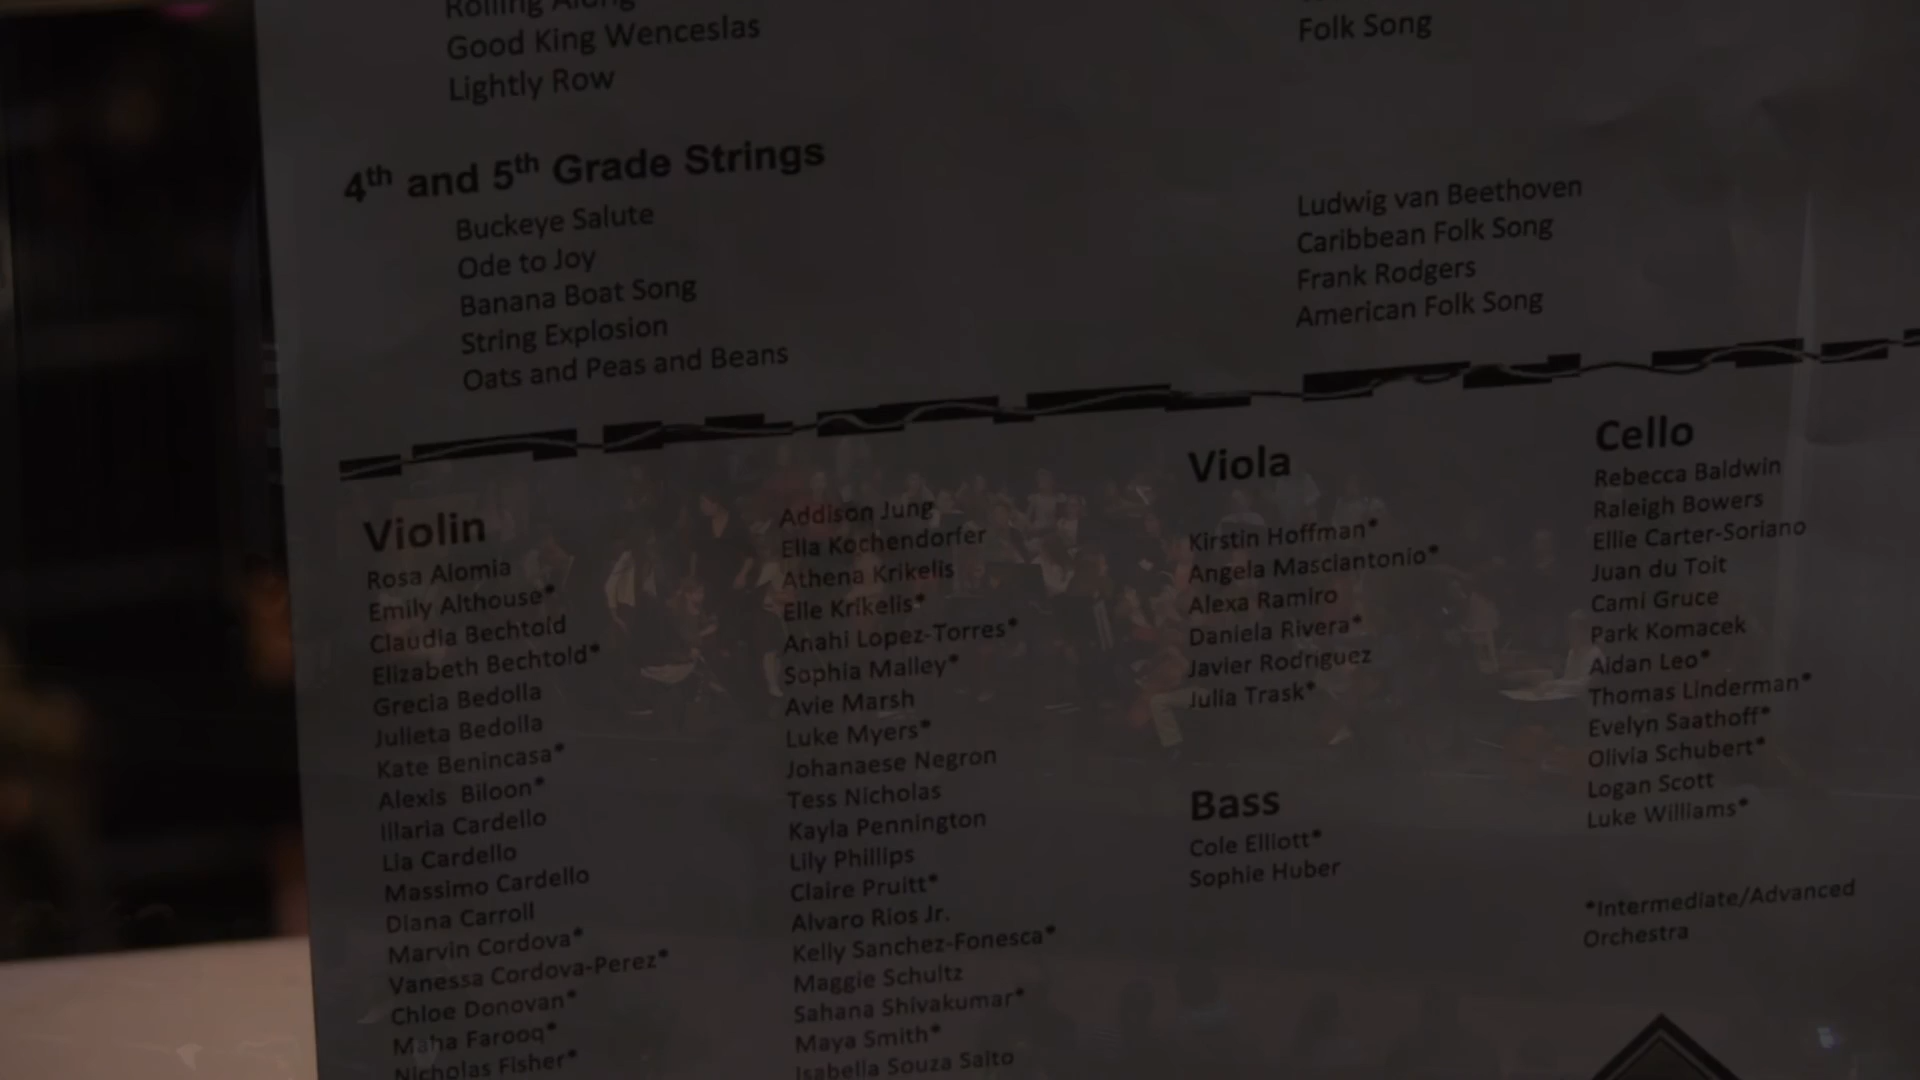 Rolling Along
Good King Wenceslas
Folk Song
Lightly Row
4th and 5th Grade Strings
Buckeye Salute
Ode to Joy
Ludwig van Beethoven
Banana Boat Song
Caribbean Folk Song
String Explosion
Frank Rodgers
Oats and Peas and Beans
American Folk Song
Violin
Rosa Alomia
Emily Althouse*
Claudia Bechtold
Elizabeth Bechtold*
Grecia Bedolla
Julieta Bedolla
Kate Benincasa*
Alexis Biloon*
Illaria Cardello
Lia Cardello
Massimo Cardello
Diana Carroll
Marvin Cordova*
Vanessa Cordova-Perez*
Chloe Donovan*
Maha Farooq*
Nicholas Fisher*
Addison Jung
Ella Kochendorfer
Athena Krikelis
Elle Krikelis*
Anahi Lopez-Torres*
Sophia Malley*
Avie Marsh
Luke Myers*
Johanaese Negron
Tess Nicholas
Kayla Pennington
Lily Phillips
Claire Pruitt*
Alvaro Rios Jr.
Kelly Sanchez-Fonesca*
Maggie Schultz
Sahana Shivakumar*
Maya Smith*
Isabella Souza Salto
Viola
Kirstin Hoffman*
Angela Masciantonio*
Alexa Ramiro
Daniela Rivera*
Javier Rodriguez
Julia Trask*
Bass
Cole Elliott*
Sophie Huber
Cello
Rebecca Baldwin
Raleigh Bowers
Ellie Carter-Soriano
Juan du Toit
Cami Gruce
Park Komacek
Aidan Leo*
Thomas Linderman*
Evelyn Saathoff*
Olivia Schubert*
Logan Scott
Luke Williams*
*Intermediate/Advanced
Orchestra